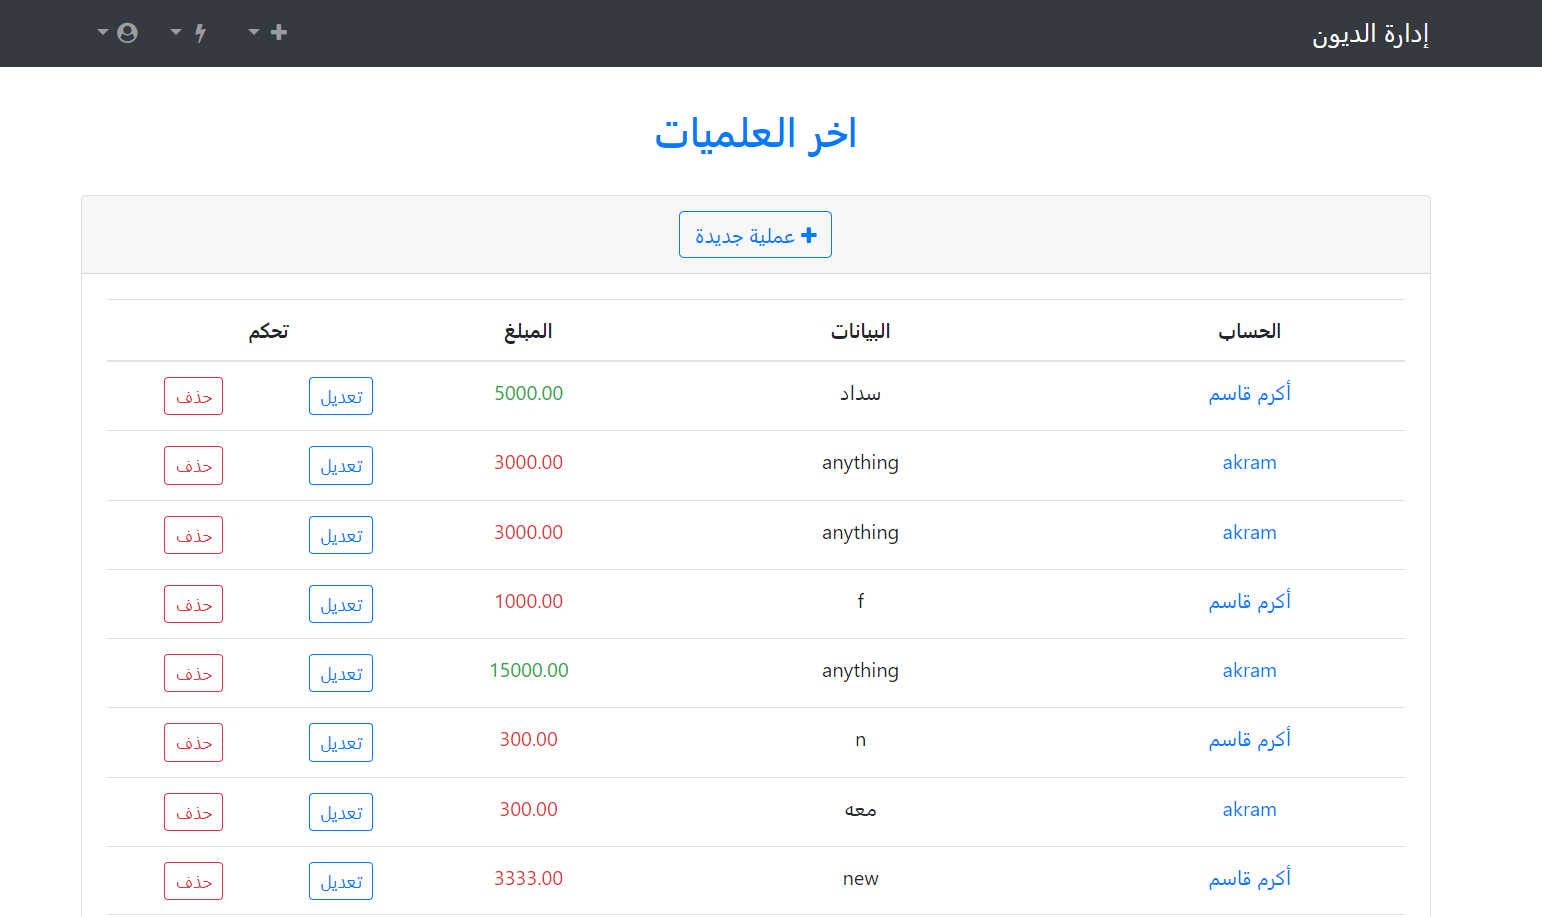 إدارة الديون
اخر العلميات
عملية جديدة
الحساب البيانات المبلغ تحكم
أكرم قاسم سداد 5000.00 تعديل حذف
akram anything 3000.00 تعديل حذف
akram anything 3000.00 تعديل حذف
أكرم قاسم f 1000.00 تعديل حذف
akram anything 15000.00 تعديل حذف
أكرم قاسم n 300.00 تعديل حذف
akram معه 300.00 تعديل حذف
أكرم قاسم new 3333.00 تعديل حذف